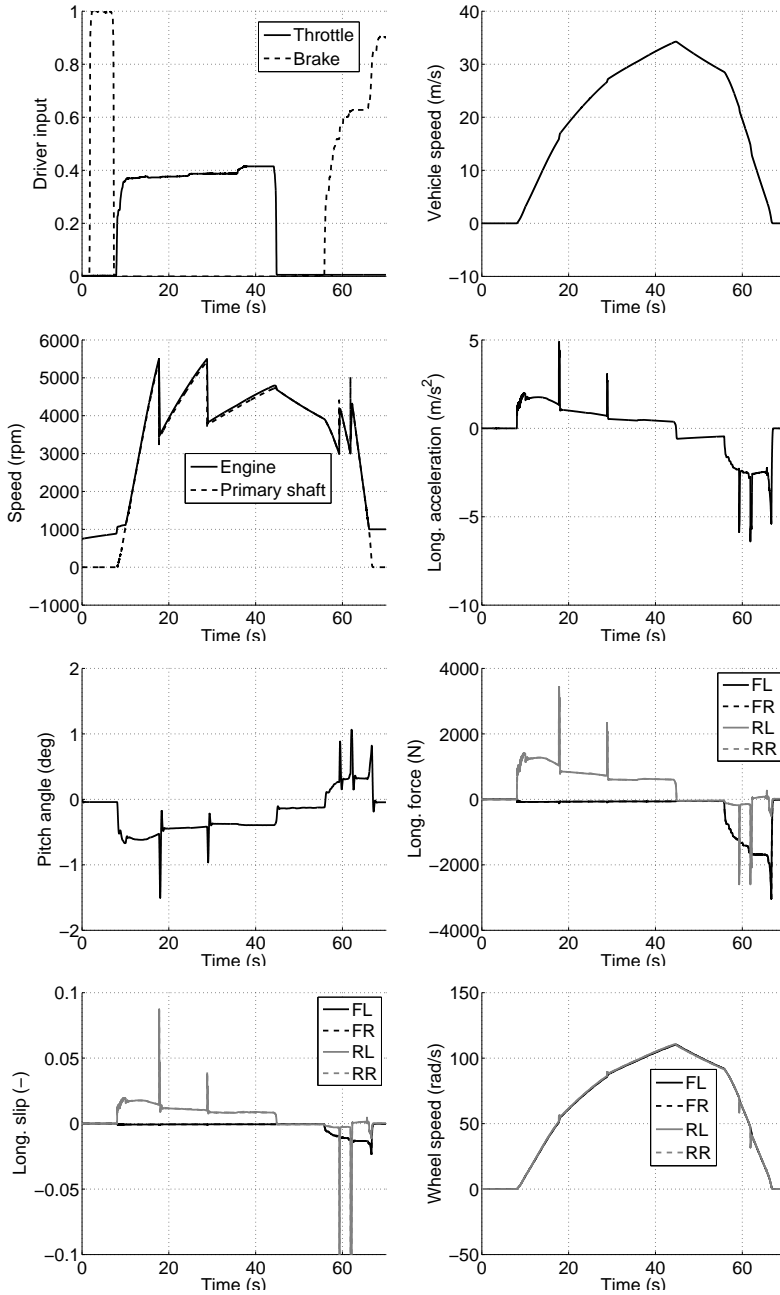 1
0.8
0.6
0.4
0.2
0
0 20 40 60
Driver input
Time (s)
Throttle
Brake
40
30
20
10
0
−10
0 20 40 60
Vehicle speed (m/s)
Time (s)
6000
5000
4000
3000
2000
1000
0
−1000
0 20 40 60
Speed (rpm)
Time (s)
Engine
Primary shaft
5
0
−5
−10
0 20 40 60
Long. acceleration (m/s²)
Time (s)
2
1
0
−1
−2
0 20 40 60
Pitch angle (deg)
Time (s)
4000
2000
0
−2000
−4000
0 20 40 60
Long. force (N)
Time (s)
FL
FR
RL
RR
0.1
0.05
0
−0.05
−0.1
0 20 40 60
Long. slip (−)
Time (s)
FL
FR
RL
RR
150
100
50
0
−50
0 20 40 60
Wheel speed (rad/s)
Time (s)
FL
FR
RL
RR